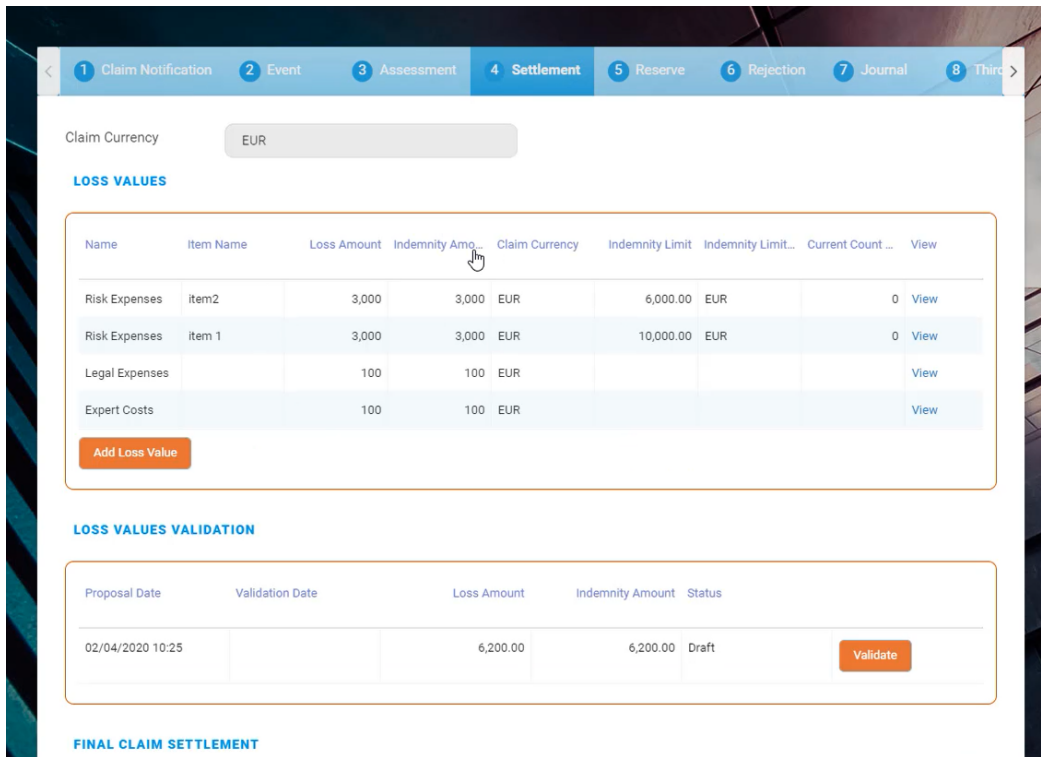 1 Claim Notification 2 Event 3 Assessment 4 Settlement 5 Reserve 6 Rejection 7 Journal 8 Third
Claim Currency EUR
LOSS VALUES
Name Item Name Loss Amount Indemnity Amo... Claim Currency Indemnity Limit Indemnity Limit... Current Count ... View
Risk Expenses item2 3,000 3,000 EUR 6,000.00 EUR 0 View
Risk Expenses item 1 3,000 3,000 EUR 10,000.00 EUR 0 View
Legal Expenses 100 100 EUR View
Expert Costs 100 100 EUR View
Add Loss Value
LOSS VALUES VALIDATION
Proposal Date Validation Date Loss Amount Indemnity Amount Status
02/04/2020 10:25 6,200.00 6,200.00 Draft Validate
FINAL CLAIM SETTLEMENT